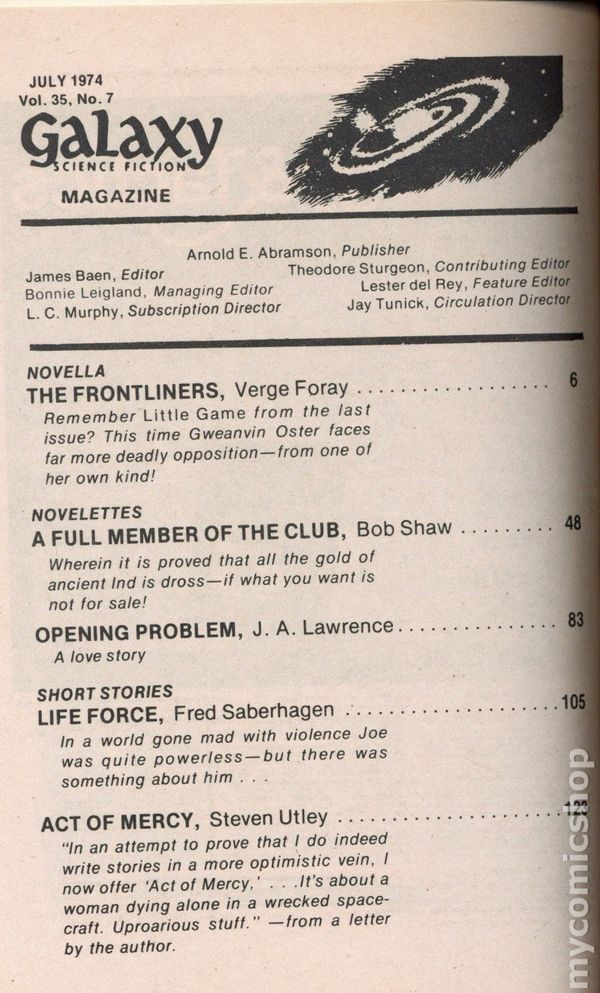 JULY 1974
Vol. 35, No. 7
Galaxy
SCIENCE FICTION
MAGAZINE
Arnold E. Abramson, Publisher
James Baen, Editor
Theodore Sturgeon, Contributing Editor
Bonnie Leigland, Managing Editor
Lester del Rey, Feature Editor
L. C. Murphy, Subscription Director
Jay Tunick, Circulation Director
NOVELLA
THE FRONTLINERS, Verge Foray . . . . . . . . . . . . . . . . . . 6
Remember Little Game from the last
issue? This time Gweanvin Oster faces
far more deadly opposition—from one of
her own kind!
NOVELETTES
A FULL MEMBER OF THE CLUB, Bob Shaw . . . . . . . . . 48
Wherein it is proved that all the gold of
ancient Ind is dross—if what you want is
not for sale!
OPENING PROBLEM, J. A. Lawrence. . . . . . . . . . . . . . . 83
A love story
SHORT STORIES
LIFE FORCE, Fred Saberhagen . . . . . . . . . . . . . . . . . . . . 105
In a world gone mad with violence Joe
was quite powerless—but there was
something about him . . .
ACT OF MERCY, Steven Utley . . . . . . . . . . . . . . . . . . . . . 123
"In an attempt to prove that I do indeed
write stories in a more optimistic vein, I
now offer 'Act of Mercy,' . . .It's about a
woman dying alone in a wrecked space-
craft. Uproarious stuff." —from a letter
by the author.
mycomicshop